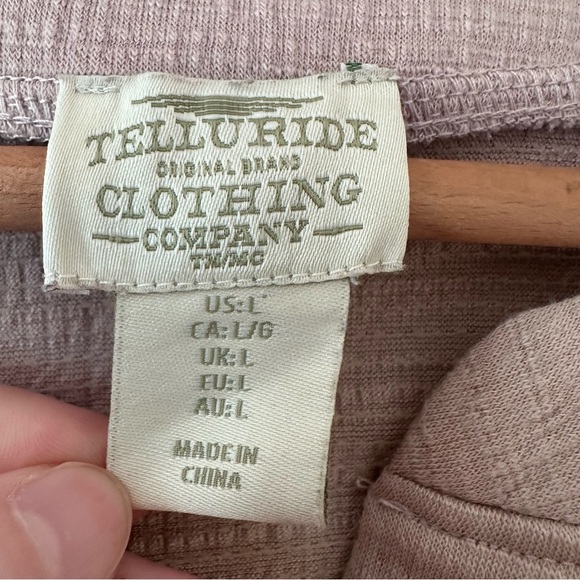 TELLURIDE
ORIGINAL BRAND
CLOTHING
COMPANY
TM/MC
US: L
CA: L/G
UK: L
EU: L
AU: L
MADE IN
CHINA